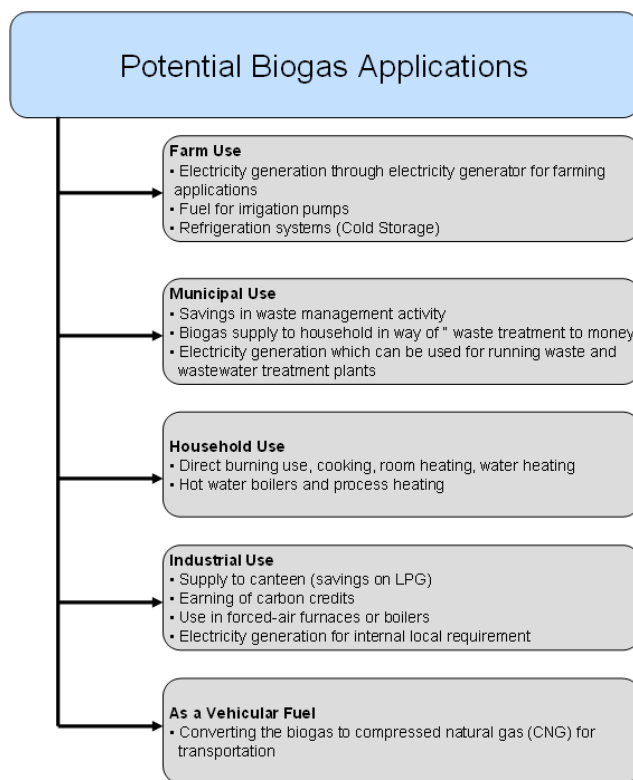 Potential Biogas Applications
Farm Use
• Electricity generation through electricity generator for farming
applications
• Fuel for irrigation pumps
• Refrigeration systems (Cold Storage)
Municipal Use
• Savings in waste management activity
• Biogas supply to household in way of " waste treatment to money
• Electricity generation which can be used for running waste and
wastewater treatment plants
Household Use
• Direct burning use, cooking, room heating, water heating
• Hot water boilers and process heating
Industrial Use
• Supply to canteen (savings on LPG)
• Earning of carbon credits
• Use in forced-air furnaces or boilers
• Electricity generation for internal local requirement
As a Vehicular Fuel
• Converting the biogas to compressed natural gas (CNG) for
transportation